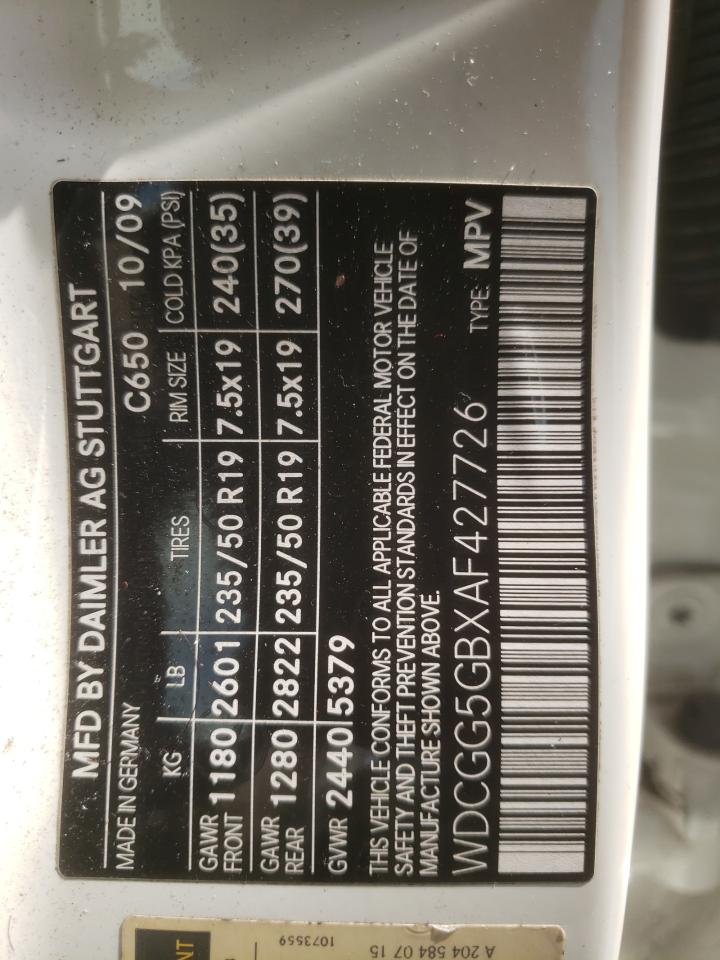 MFD BY DAIMLER AG STUTTGART
MADE IN GERMANY C650 10/09
KG LB TIRES RIM SIZE COLD KPA (PSI)
GAWR FRONT 1180 2601 235/50 R19 7.5x19 240(35)
GAWR REAR 1280 2822 235/50 R19 7.5x19 270(39)
GVWR 2440 5379
THIS VEHICLE CONFORMS TO ALL APPLICABLE FEDERAL MOTOR VEHICLE
SAFETY AND THEFT PREVENTION STANDARDS IN EFFECT ON THE DATE OF
MANUFACTURE SHOWN ABOVE.
WDCGG5GBXAF427726 TYPE: MPV
A 204 584 07 15
1073559